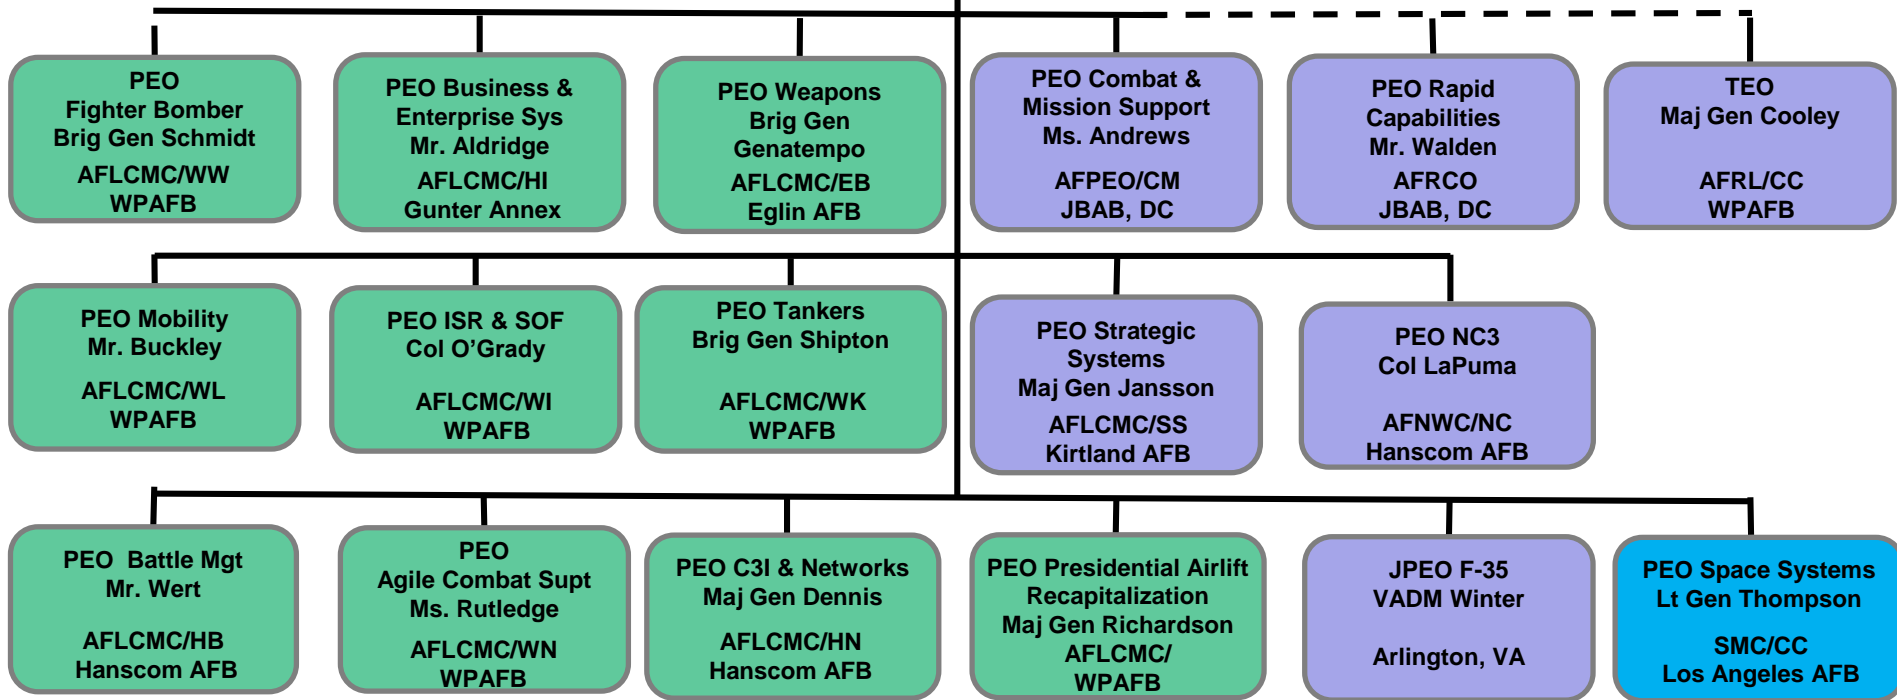 PEO
Fighter Bomber
Brig Gen Schmidt
AFLCMC/WW
WPAFB
PEO Business &
Enterprise Sys
Mr. Aldridge
AFLCMC/HI
Gunter Annex
PEO Weapons
Brig Gen
Genatempo
AFLCMC/EB
Eglin AFB
PEO Combat &
Mission Support
Ms. Andrews
AFPEO/CM
JBAB, DC
PEO Rapid
Capabilities
Mr. Walden
AFRCO
JBAB, DC
TEO
Maj Gen Cooley
AFRL/CC
WPAFB
PEO Mobility
Mr. Buckley
AFLCMC/WL
WPAFB
PEO ISR & SOF
Col O’Grady
AFLCMC/WI
WPAFB
PEO Tankers
Brig Gen Shipton
AFLCMC/WK
WPAFB
PEO Strategic
Systems
Maj Gen Jansson
AFLCMC/SS
Kirtland AFB
PEO NC3
Col LaPuma
AFNWC/NC
Hanscom AFB
PEO Battle Mgt
Mr. Wert
AFLCMC/HB
Hanscom AFB
PEO
Agile Combat Supt
Ms. Rutledge
AFLCMC/WN
WPAFB
PEO C3I & Networks
Maj Gen Dennis
AFLCMC/HN
Hanscom AFB
PEO Presidential Airlift
Recapitalization
Maj Gen Richardson
AFLCMC/
WPAFB
JPEO F-35
VADM Winter
Arlington, VA
PEO Space Systems
Lt Gen Thompson
SMC/CC
Los Angeles AFB